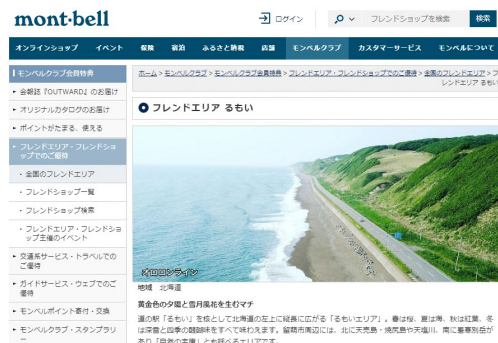 mont-bell
ログイン
フレンドショップを検索
検索
オンラインショップ イベント 保険 宿泊 ふるさと納税 店舗 モンベルクラブ カスタマーサービス モンベルについて
モンベルクラブ会員特典
会報誌『OUTWARD』のお届け
オリジナルカタログのお届け
ポイントがたまる、使える
フレンドエリア・フレンドショ
ップでのご優待
・全国のフレンドエリア
・フレンドショップ一覧
・フレンドショップ検索
・フレンドエリア・フレンドショ
ップ主催のイベント
交通系サービス・トラベルでの
ご優待
ガイドサービス・ウェブでのご
優待
モンベルポイント寄付・交換
モンベルクラブ・スタンプラリ
ー
ホーム > モンベルクラブ > モンベルクラブ会員特典 > フレンドエリア・フレンドショップでのご優待 > 全国のフレンドエリア > フ
レンドエリア るもい
フレンドエリア るもい
オロロンライン
地域 北海道
黄金色の夕陽と雪月風花を生むマチ
道の駅「るもい」を核として北海道の左上に縦長に広がる「るもいエリア」。春は桜、夏は海、秋は紅葉、冬
は深雪と四季の醍醐味をすべて味わえます。留萌市周辺には、北に天売島・焼尻島や天塩川、南に暑寒別岳が
あり「自然の宝庫」とも呼べるエリアです。